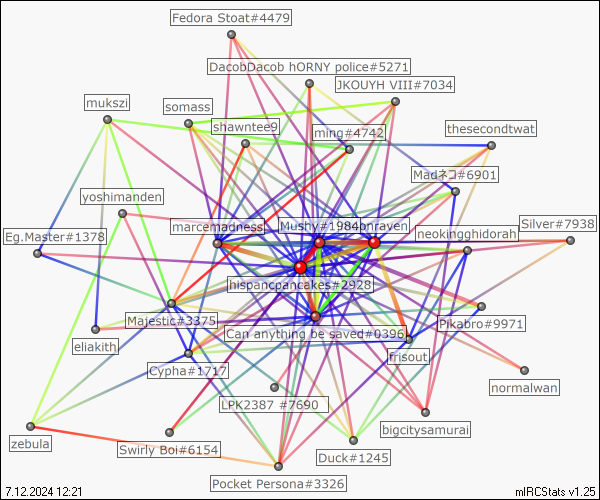 Fedora Stoat#4479
DacobDacob hORNY police#5271
JKOUYH VIII#7034
mukszi
somass
shawntee9
ming#4742
thesecondtwat
Madネコ#6901
yoshimanden
marcemadness
Mushy#1984
onraven
neokingghidorah
Silver#7938
Eg.Master#1378
hispancpancakes#2928
Majestic#3375
Can anything be saved#0396
Pikabro#9971
eliakith
Cypha#1717
frisout
normalwan
LPK2387 #7690
bigcitysamurai
zebula
Swirly Boi#6154
Duck#1245
Pocket Persona#3326
7.12.2024 12:21
mIRCStats v1.25